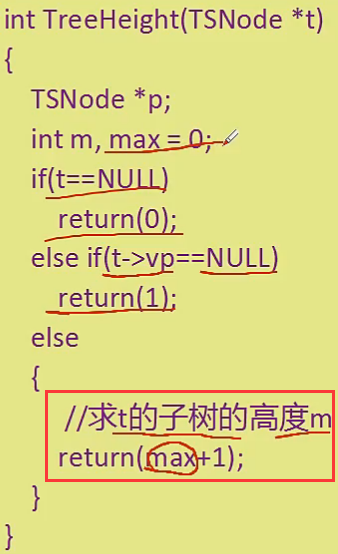 int TreeHeight(TSNode *t)
{
TSNode *p;
int m, max = 0;
if(t==NULL)
return(0);
else if(t->vp==NULL)
return(1);
else
{
//求t的子树的高度m
return(max+1);
}
}